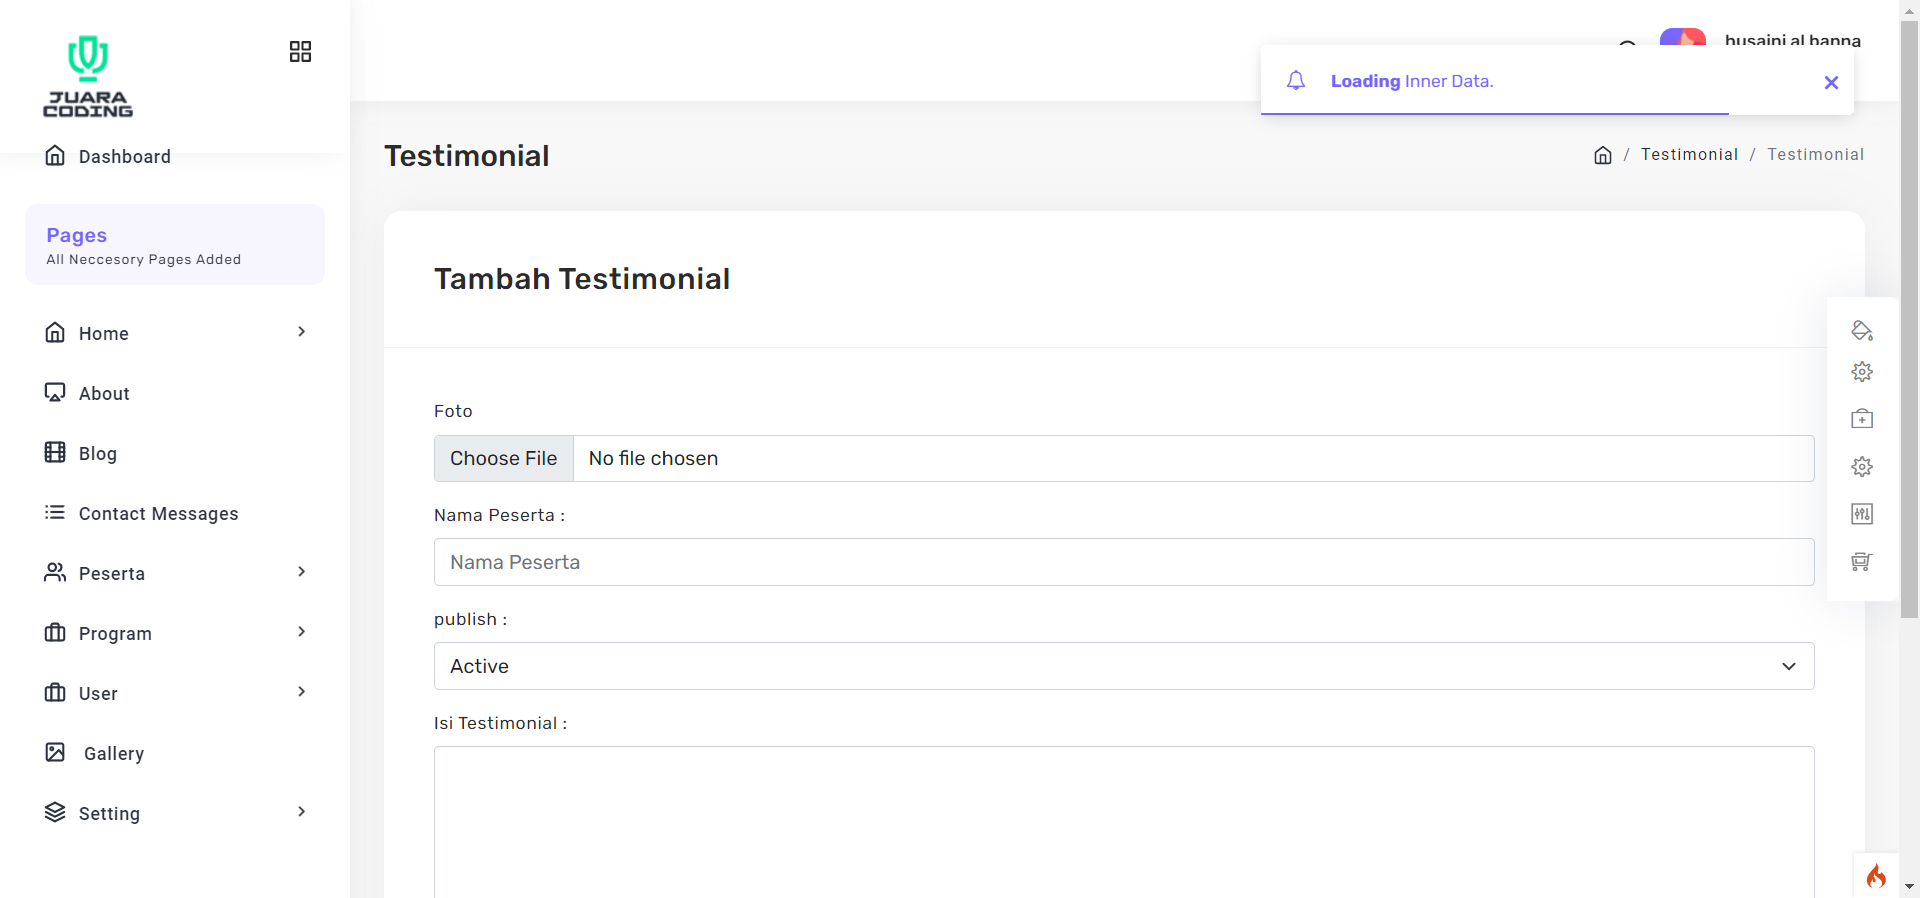 JUARA
CODING
Dashboard
Pages
All Neccesory Pages Added
Home
About
Blog
Contact Messages
Peserta
Program
User
Gallery
Setting
husaini al banna
Loading Inner Data.
Testimonial
/ Testimonial / Testimonial
Tambah Testimonial
Foto
Choose File No file chosen
Nama Peserta :
Nama Peserta
publish :
Active
Isi Testimonial :